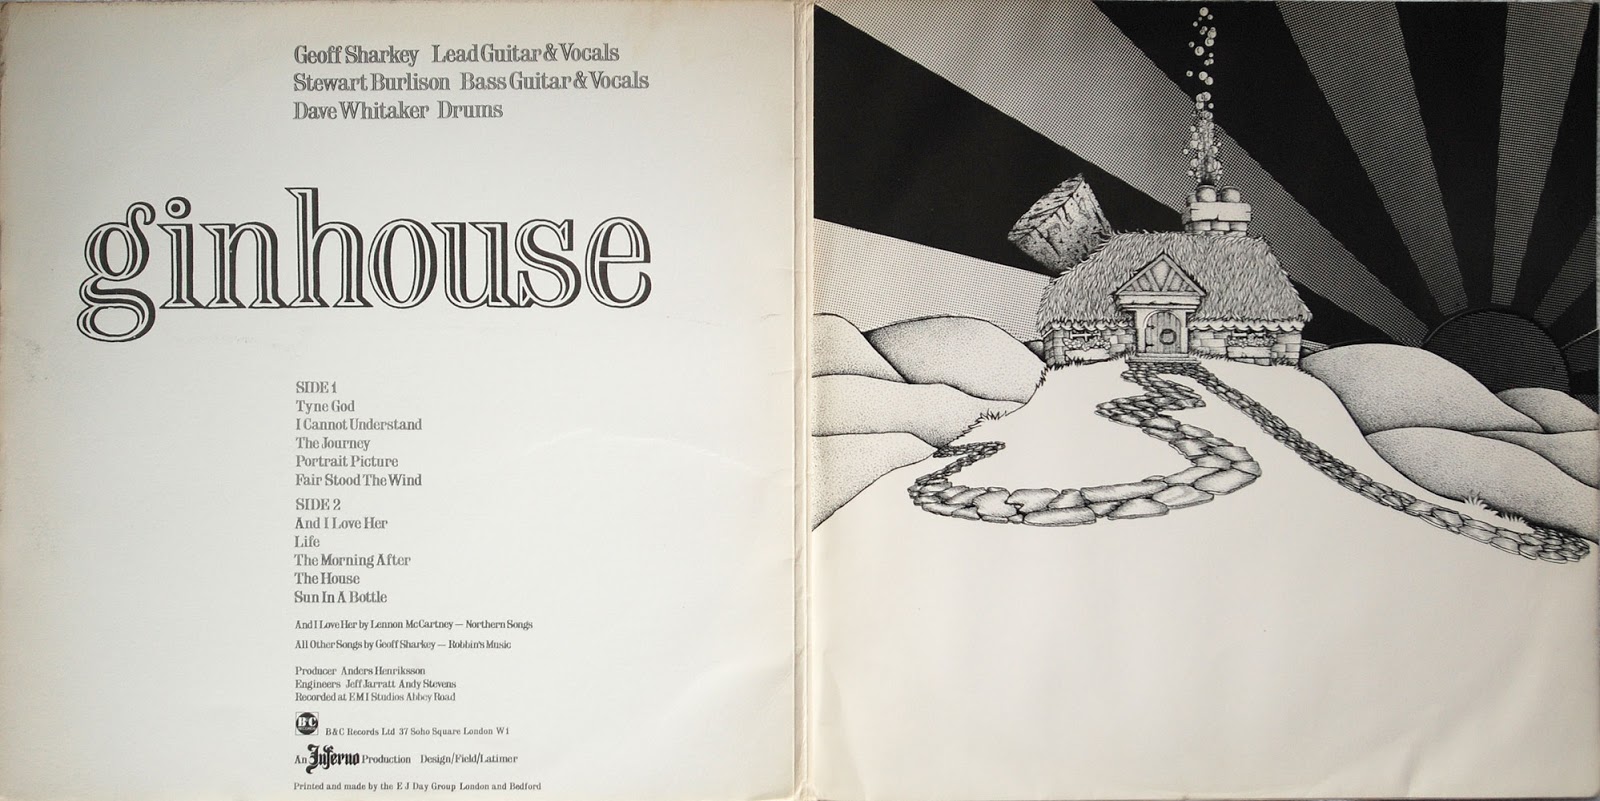 Geoff Sharkey Lead Guitar & Vocals
Stewart Burlison Bass Guitar & Vocals
Dave Whitaker Drums
ginhouse
SIDE 1
Tyne God
I Cannot Understand
The Journey
Portrait Picture
Fair Stood The Wind
SIDE 2
And I Love Her
Life
The Morning After
The House
Sun In A Bottle
And I Love Her by Lennon McCartney — Northern Songs
All Other Songs by Geoff Sharkey — Robbin's Music
Producer Anders Henriksson
Engineers Jeff Jarratt Andy Stevens
Recorded at EMI Studios Abbey Road
B&C B&C Records Ltd 37 Soho Square London W1
An Inferno Production Design/Field/Latimer
Printed and made by the E J Day Group London and Bedford